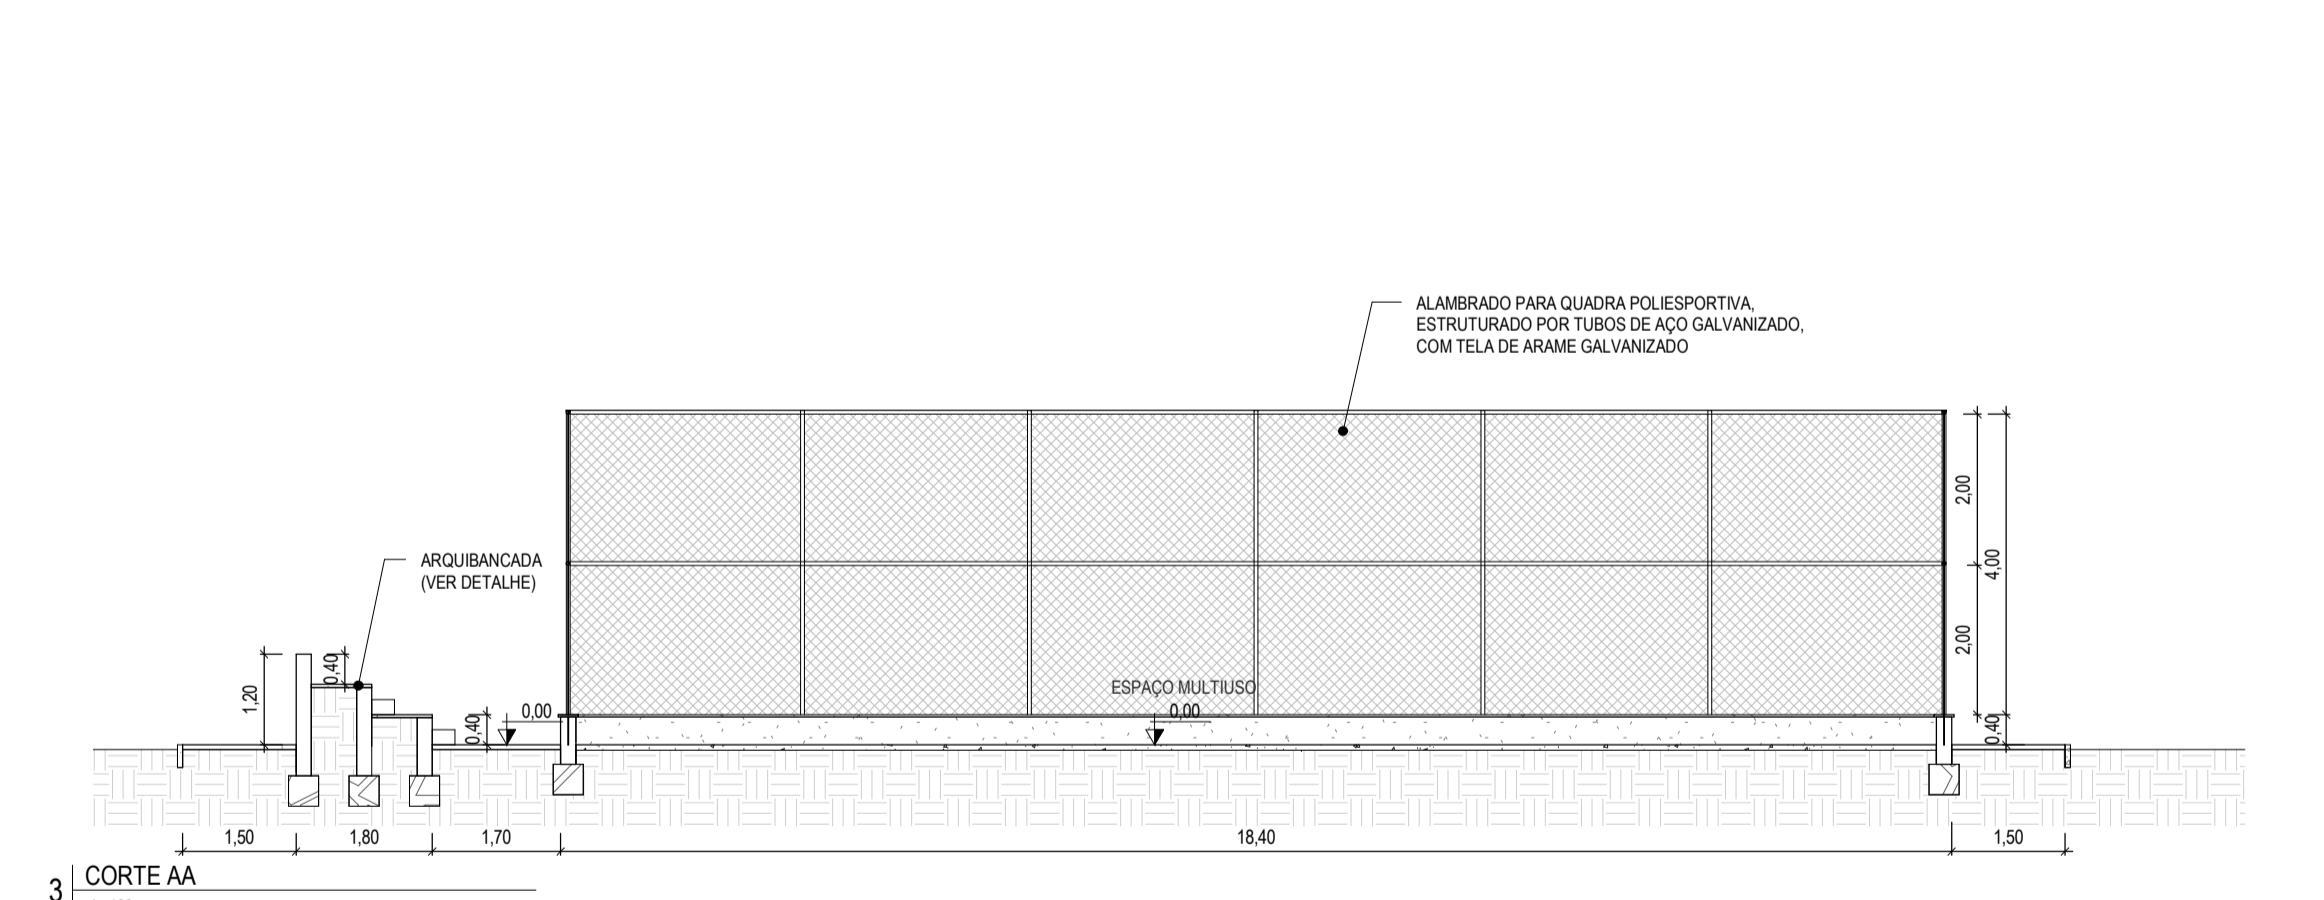 ALAMBRADO PARA QUADRA POLIESPORTIVA,
ESTRUTURADO POR TUBOS DE AÇO GALVANIZADO,
COM TELA DE ARAME GALVANIZADO
2,00
4,00
2,00
0,40
ARQUIBANCADA
(VER DETALHE)
1,20
0,40
0,40
0,00
ESPAÇO MULTIUSO
0,00
1,50
1,80
1,70
18,40
1,50
3
CORTE AA